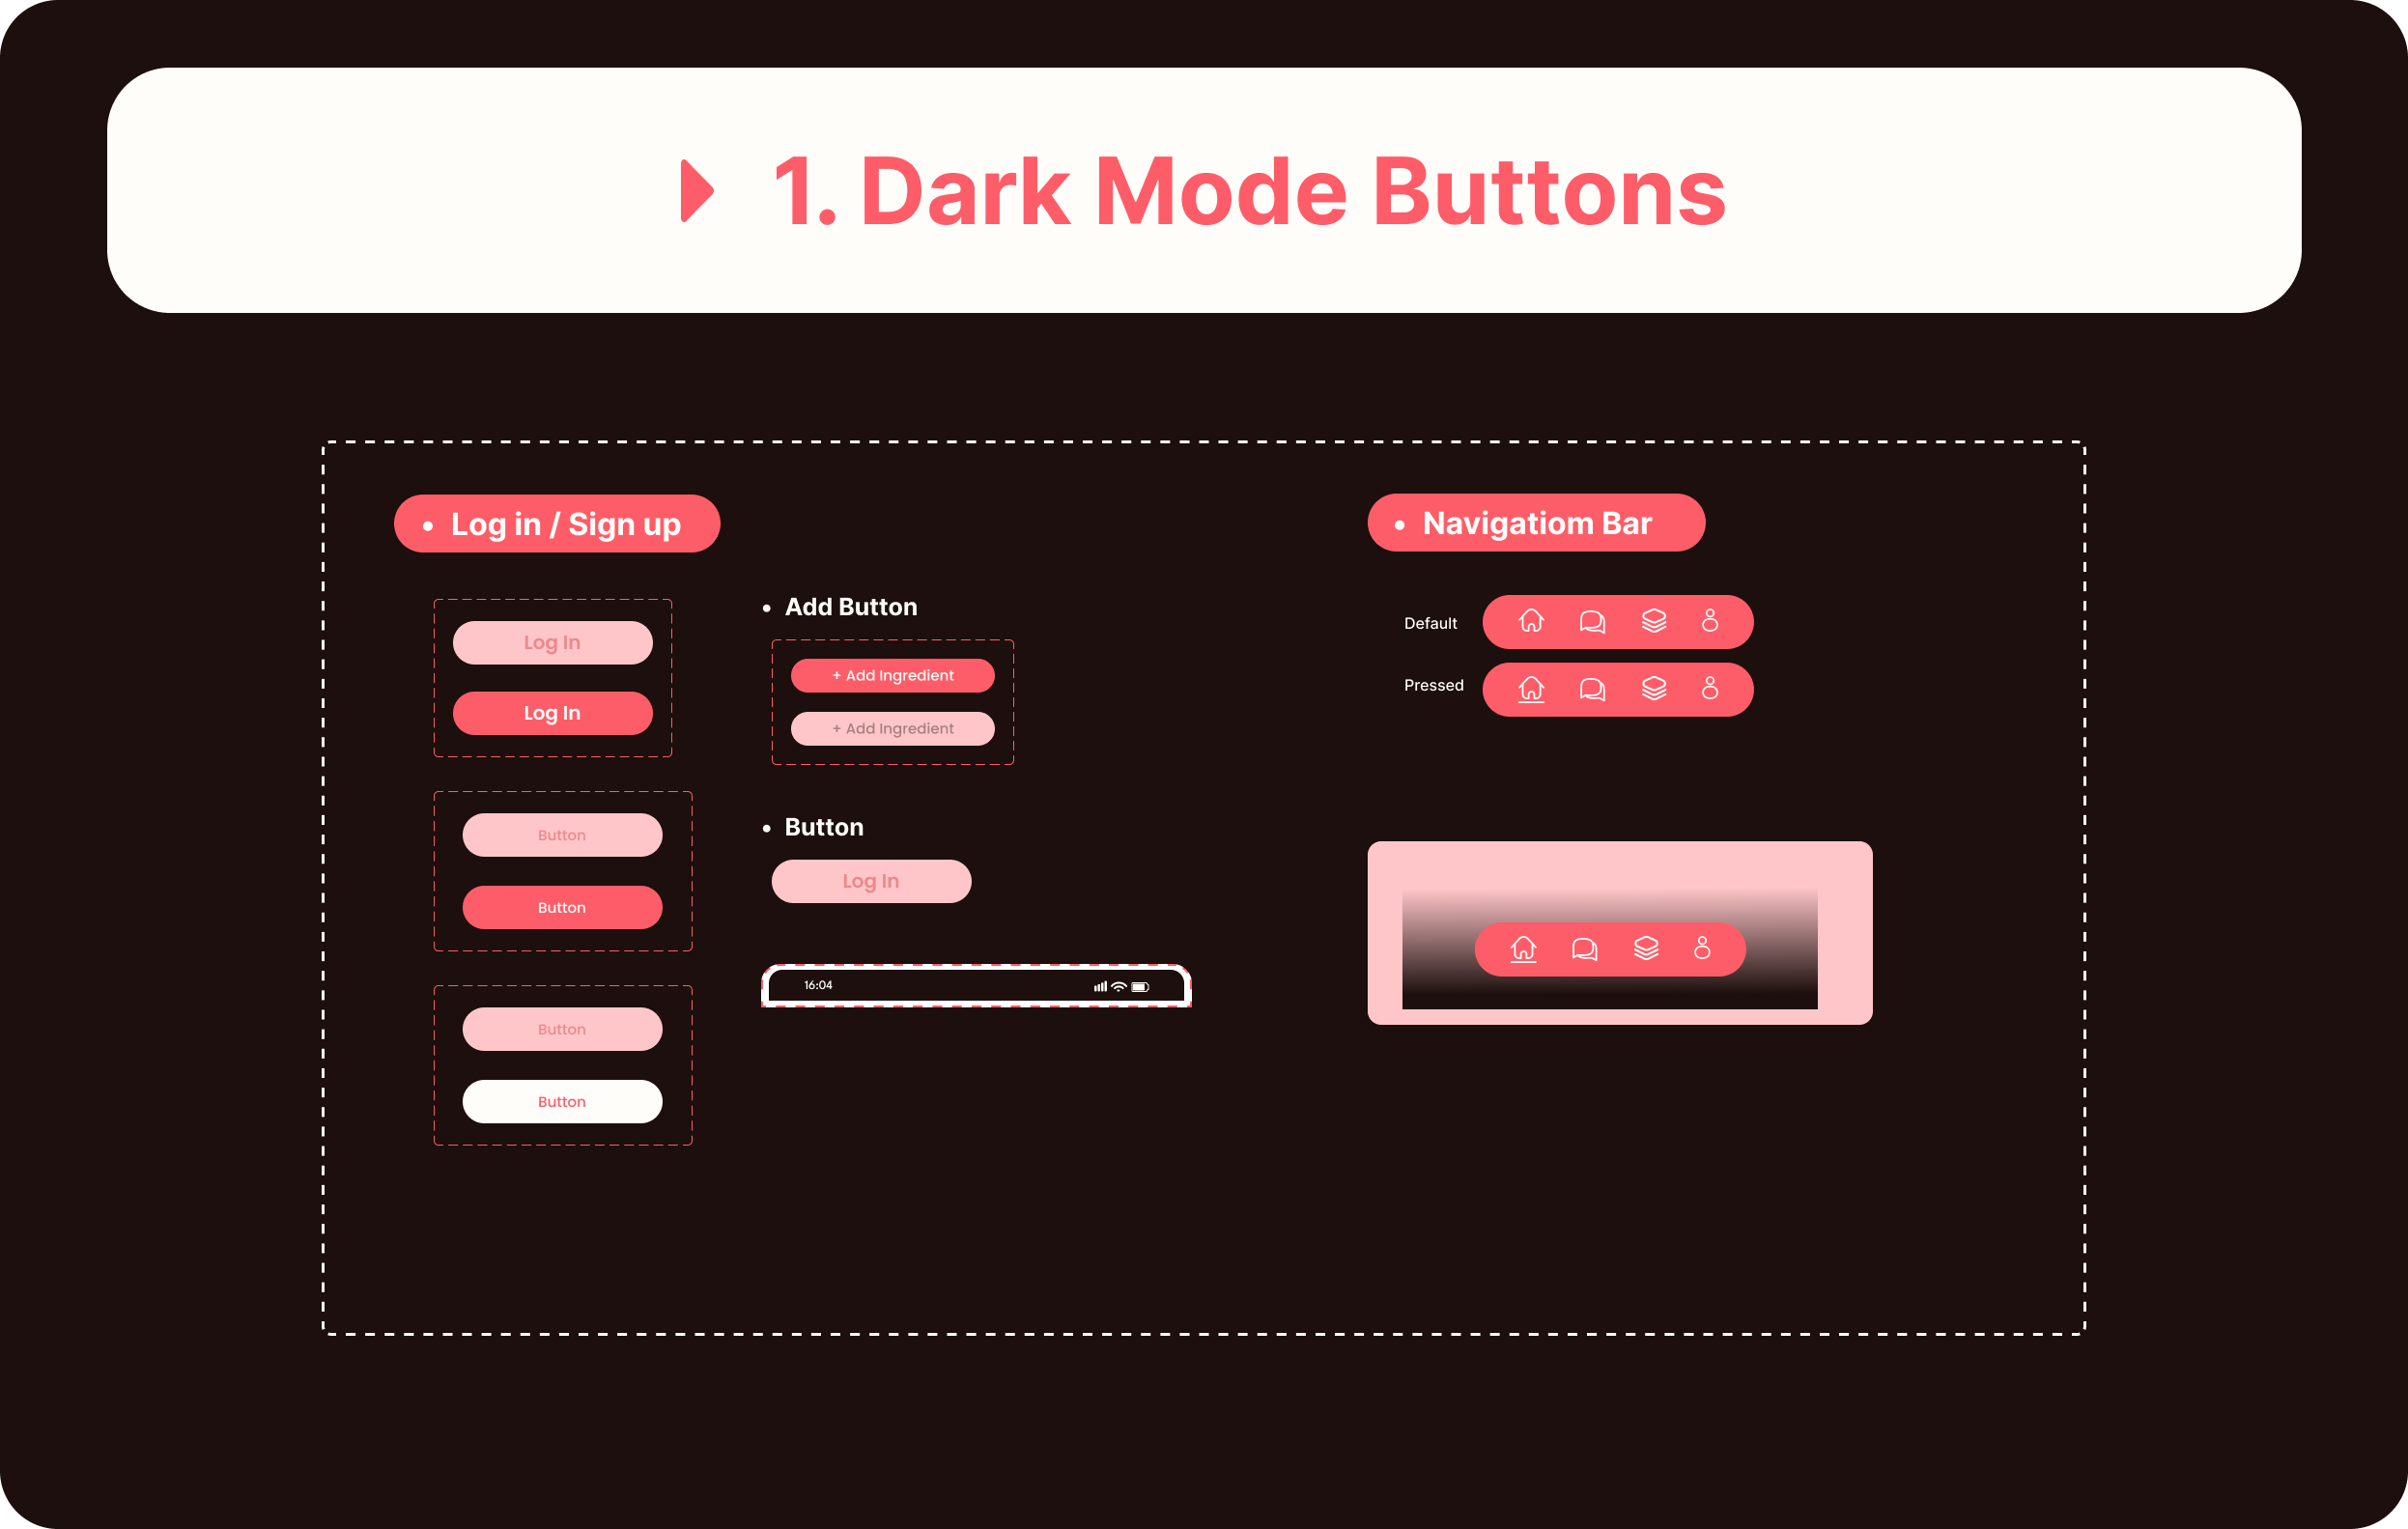 1. Dark Mode Buttons
• Log in / Sign up
Log In
Log In
Button
Button
Button
Button
• Add Button
+ Add Ingredient
+ Add Ingredient
• Button
Log In
16:04
• Navigatiom Bar
Default
Pressed